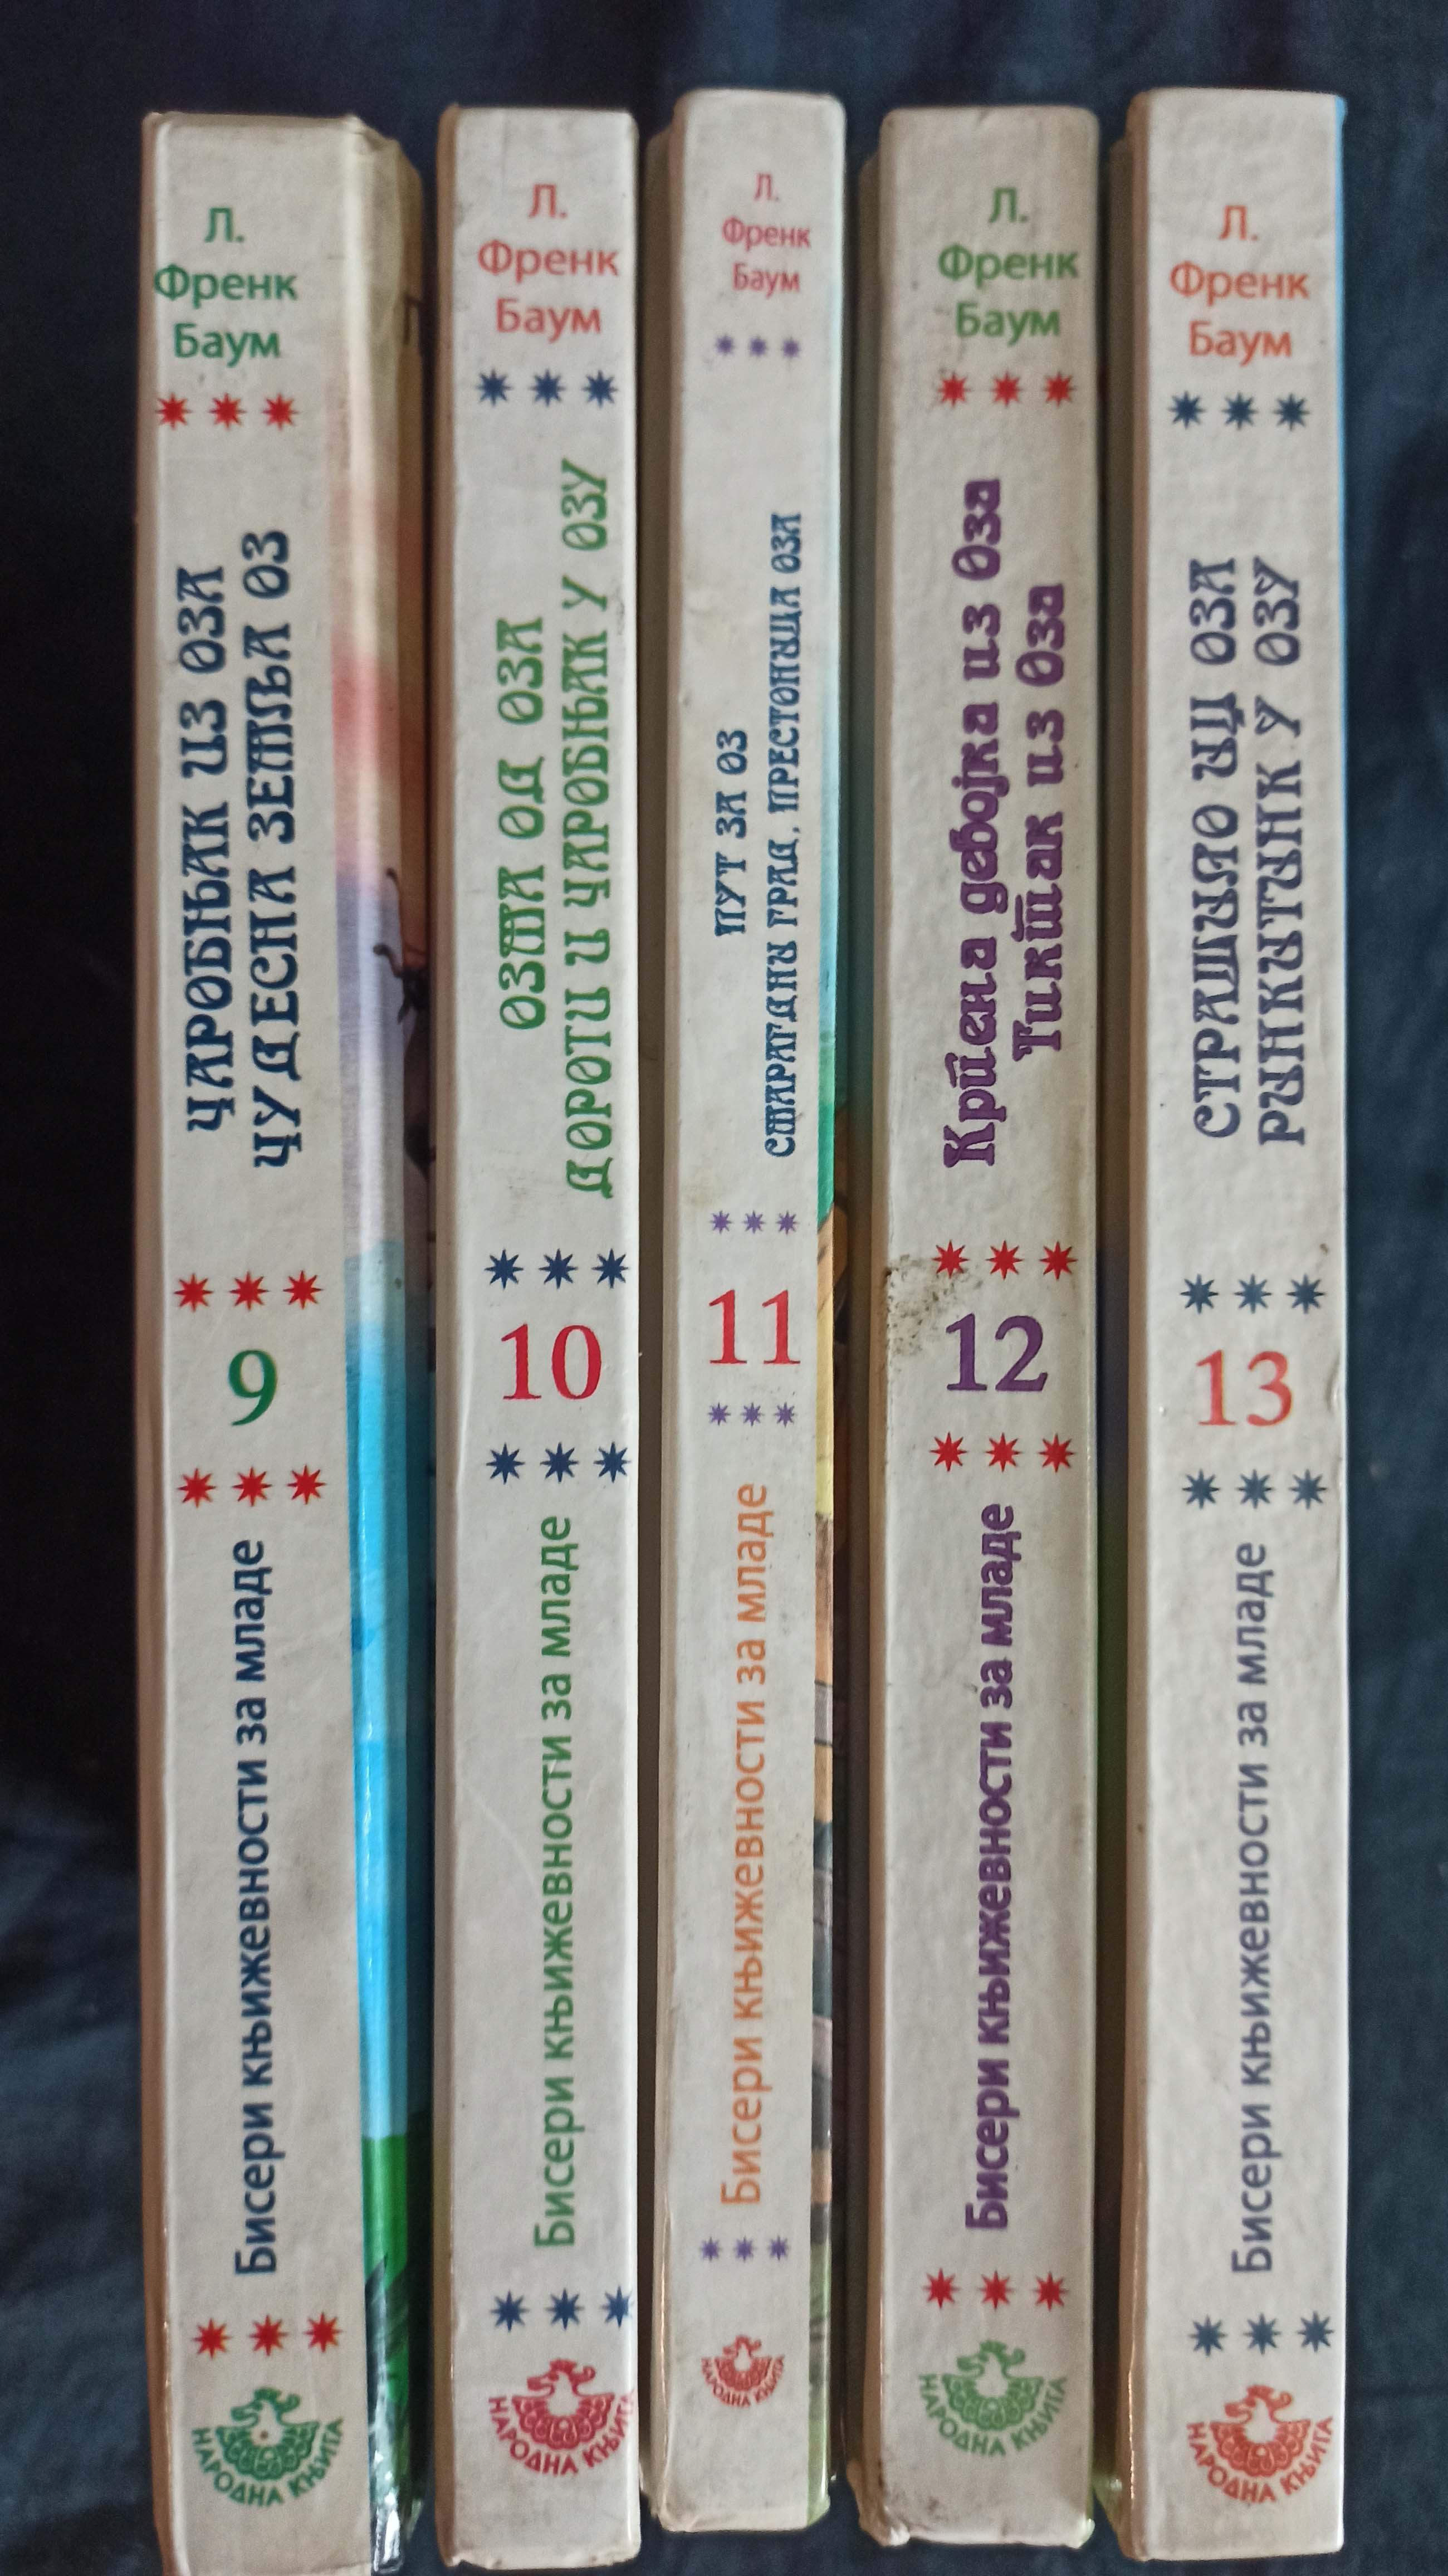 Л.
Френк
Баум
ЧАРОБЊАК ИЗ ОЗА
ЧУДЕСНА ЗЕМЉА ОЗ
9
Бисери књижевности за младе
НАРОДНА КЊИГА
Л.
Френк
Баум
ОЗМА ОД ОЗА
ДОРОТИ И ЧАРОБЊАК У ОЗУ
10
Бисери књижевности за младе
НАРОДНА КЊИГА
Л.
Френк
Баум
ПУТ ЗА ОЗ
СМАРАГДНИ ГРАД, ПРЕСТОНИЦА ОЗА
11
Бисери књижевности за младе
НАРОДНА КЊИГА
Л.
Френк
Баум
Крпена девојка из Оза
Тикток из Оза
12
Бисери књижевности за младе
НАРОДНА КЊИГА
Л.
Френк
Баум
СТРАШИЛО ИЗ ОЗА
РИНКИТИНК У ОЗУ
13
Бисери књижевности за младе
НАРОДНА КЊИГА